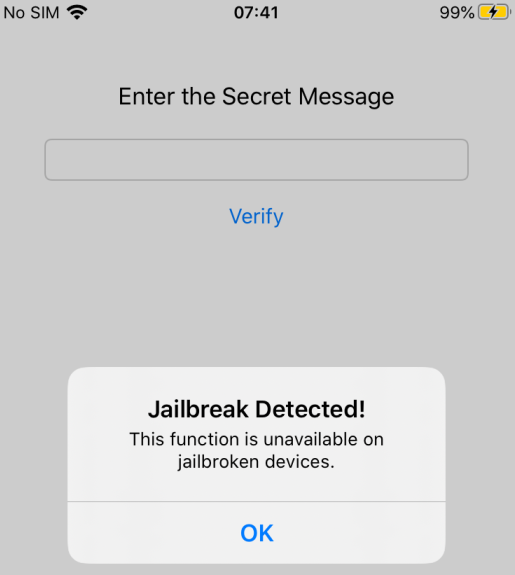 No SIM 07:41 99%
Enter the Secret Message
Verify
Jailbreak Detected!
This function is unavailable on
jailbroken devices.
OK